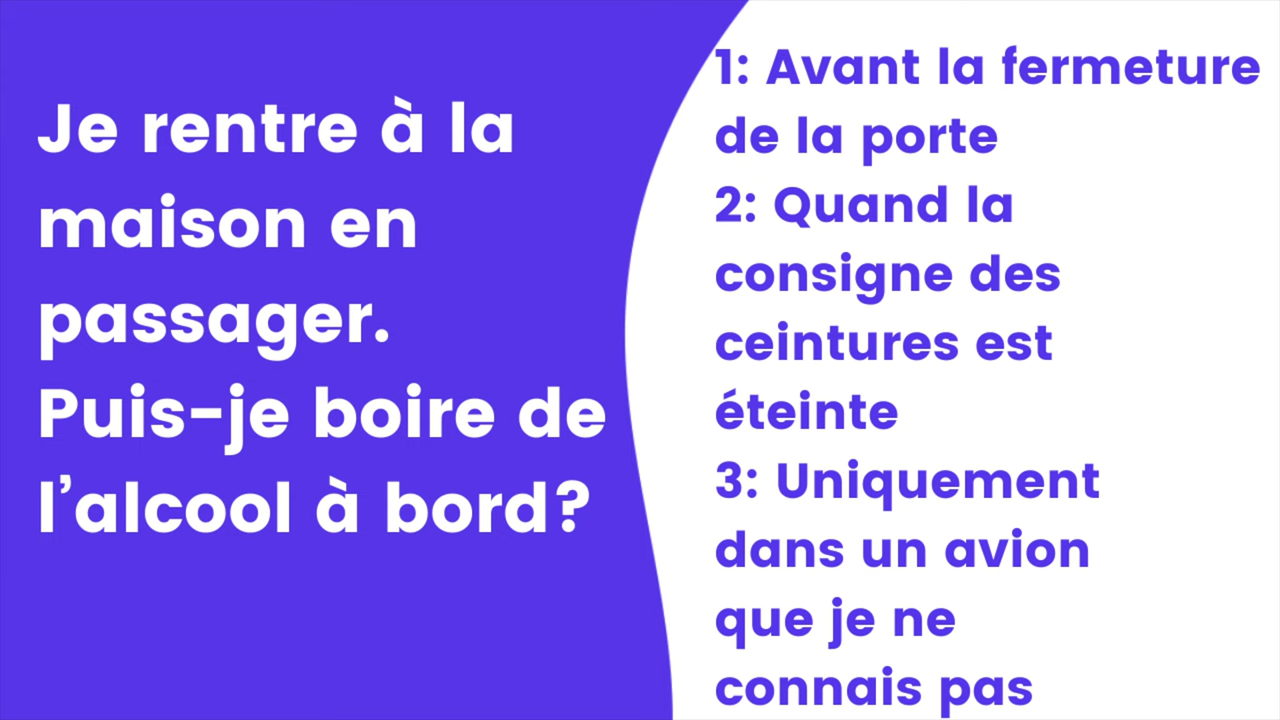 Je rentre à la
maison en
passager.
Puis-je boire de
l’alcool à bord?
1: Avant la fermeture
de la porte
2: Quand la
consigne des
ceintures est
éteinte
3: Uniquement
dans un avion
que je ne
connais pas